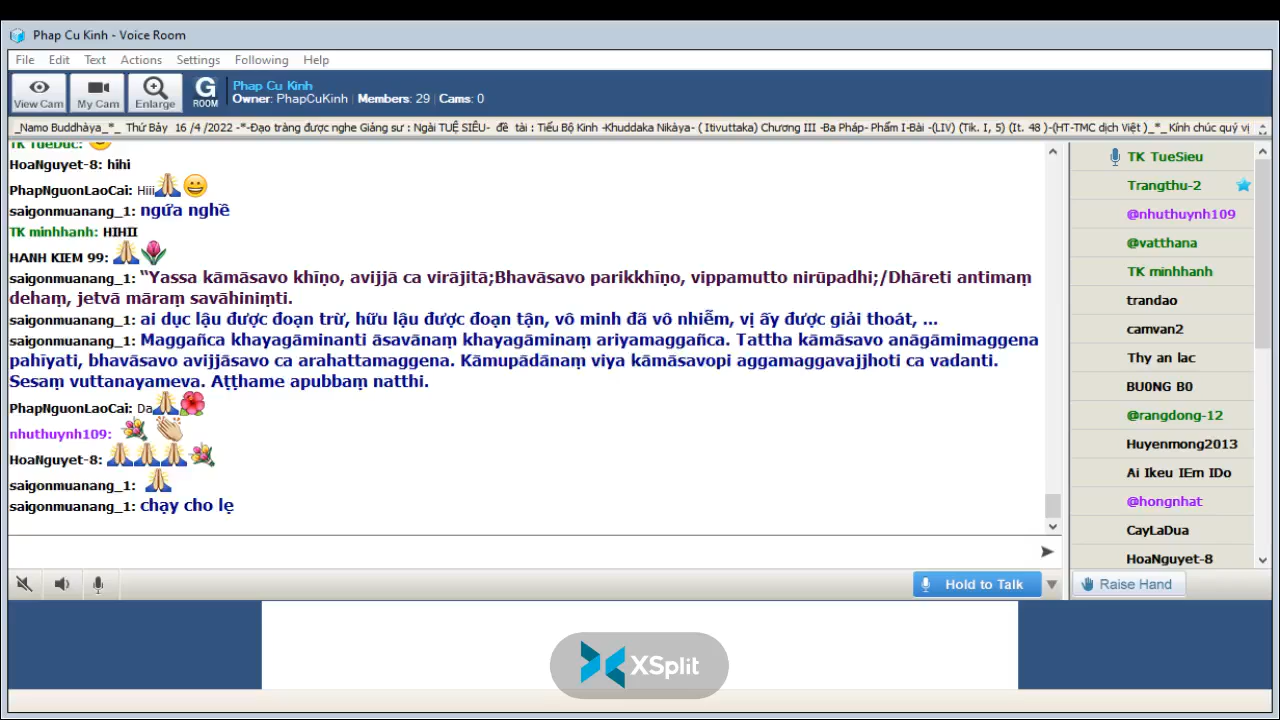 Phap Cu Kinh - Voice Room
File Edit Text Actions Settings Following Help
View Cam My Cam Enlarge G ROOM
Phap Cu Kinh
Owner: PhapCuKinh Members: 29 Cams: 0
_Namo Buddhàya_*_ Thứ Bảy 16 /4 /2022 -*-Đạo tràng được nghe Giảng sư : Ngài TUỆ SIÊU- đề tài : Tiểu Bộ Kinh -Khuddaka Nikàya- ( Itivuttaka) Chương III -Ba Pháp- Phẩm I-Bài -(LIV) (Tik. I, 5) (It. 48 )-(HT-TMC dịch Việt )_*_Kính chúc quý vị
TK TueDuc:
HoaNguyet-8: hihi
PhapNguonLaoCai: Hiii
saigonmuanang_1: ngứa nghề
TK minhhanh: HIHII
HANH KIEM 99:
saigonmuanang_1: “Yassa kāmāsavo khīṇo, avijjā ca virājitā;Bhavāsavo parikkhīṇo, vippamutto nirūpadhi;/Dhāreti antimaṃ
dehaṃ, jetvā māraṃ savāhiniṃti.
saigonmuanang_1: ai dục lậu được đoạn trừ, hữu lậu được đoạn tận, vô minh đã vô nhiễm, vị ấy được giải thoát, ...
saigonmuanang_1: Maggañca khayagāminanti āsavānaṃ khayagāminaṃ ariyamaggañca. Tattha kāmāsavo anāgāmimaggena
pahīyati, bhavāsavo avijjāsavo ca arahattamaggena. Kāmupādānaṃ viya kāmāsavopi aggamaggavajjhoti ca vadanti.
Sesaṃ vuttanayameva. Aṭṭhame apubbaṃ natthi.
PhapNguonLaoCai: Da
nhuthuynh109:
HoaNguyet-8:
saigonmuanang_1:
saigonmuanang_1: chạy cho lẹ
TK TueSieu
Trangthu-2
@nhuthuynh109
@vatthana
TK minhhanh
trandao
camvan2
Thy an lac
BU0NG B0
@rangdong-12
Huyenmong2013
Ai Ikeu IEm IDo
@hongnhat
CayLaDua
HoaNguyet-8
Hold to Talk
Raise Hand
XSplit